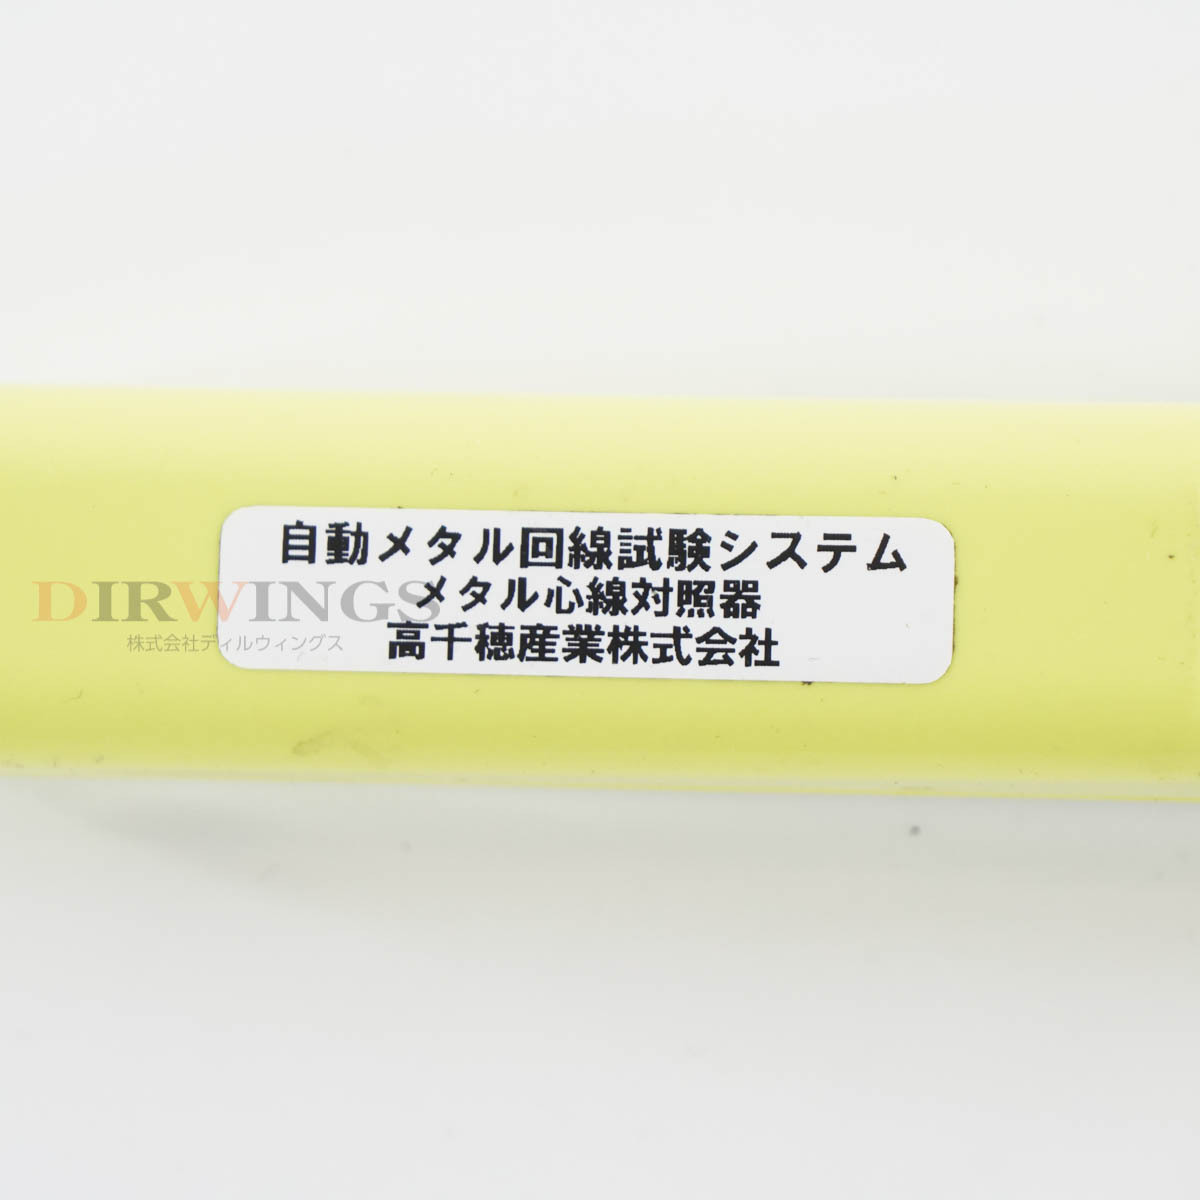 自動メタル回線試験システム
メタル心線対照器
高千穂産業株式会社
DIRWINGS
株式会社ディルウィングス